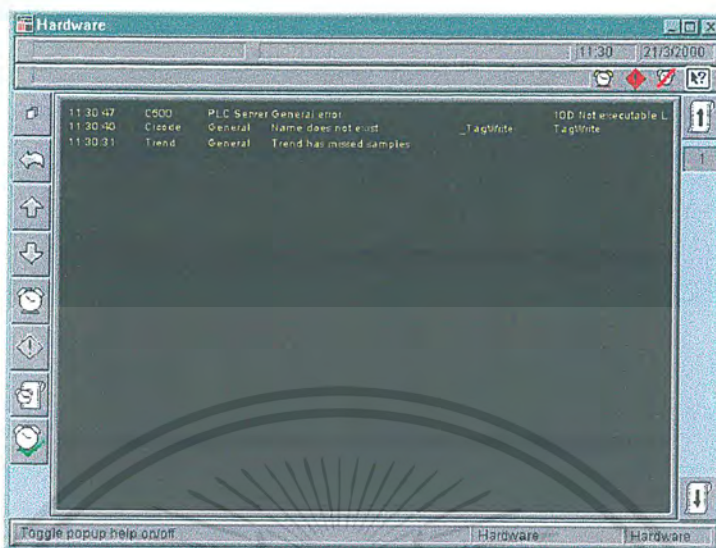 Hardware
11:30 21/3/2000
11:30:47 C600 PLC Server General error 10D Not executable L
11:30:40 Cicode General Name does not exist _TagWrite TagWrite
11:30:31 Trend General Trend has missed samples
1
Toggle popup help on/off Hardware Hardware